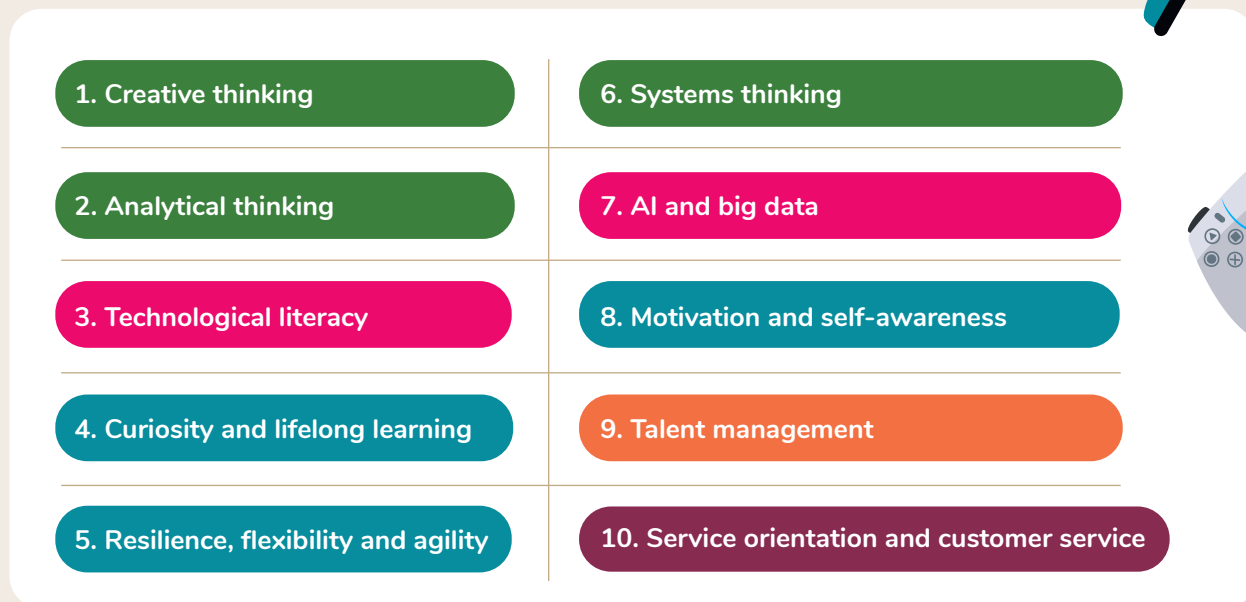 1. Creative thinking
2. Analytical thinking
3. Technological literacy
4. Curiosity and lifelong learning
5. Resilience, flexibility and agility
6. Systems thinking
7. AI and big data
8. Motivation and self-awareness
9. Talent management
10. Service orientation and customer service